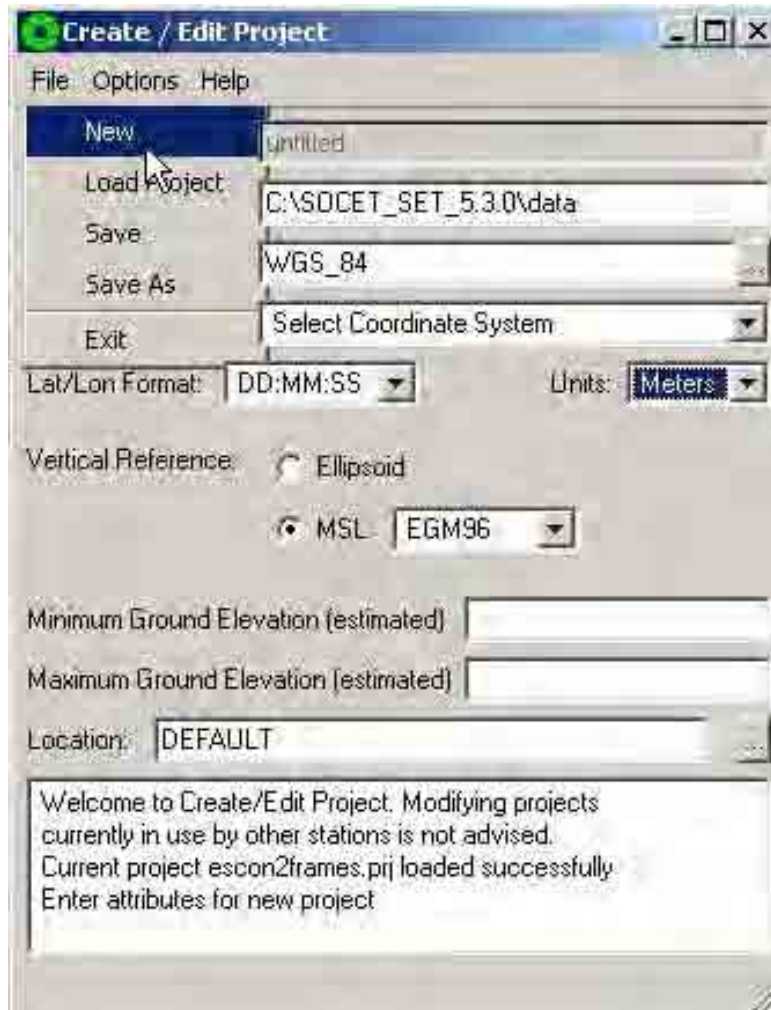 Create / Edit Project
File Options Help
New
untitled
Load Project
C:\SOCET_SET_5.3.0\data
Save
WGS_84
...
Save As
Select Coordinate System
Exit
Lat/Lon Format: DD:MM:SS Units: Meters
Vertical Reference: Ellipsoid
MSL EGM96
Minimum Ground Elevation (estimated)
Maximum Ground Elevation (estimated)
Location: DEFAULT ...
Welcome to Create/Edit Project. Modifying projects
currently in use by other stations is not advised.
Current project escon2frames.prj loaded successfully
Enter attributes for new project